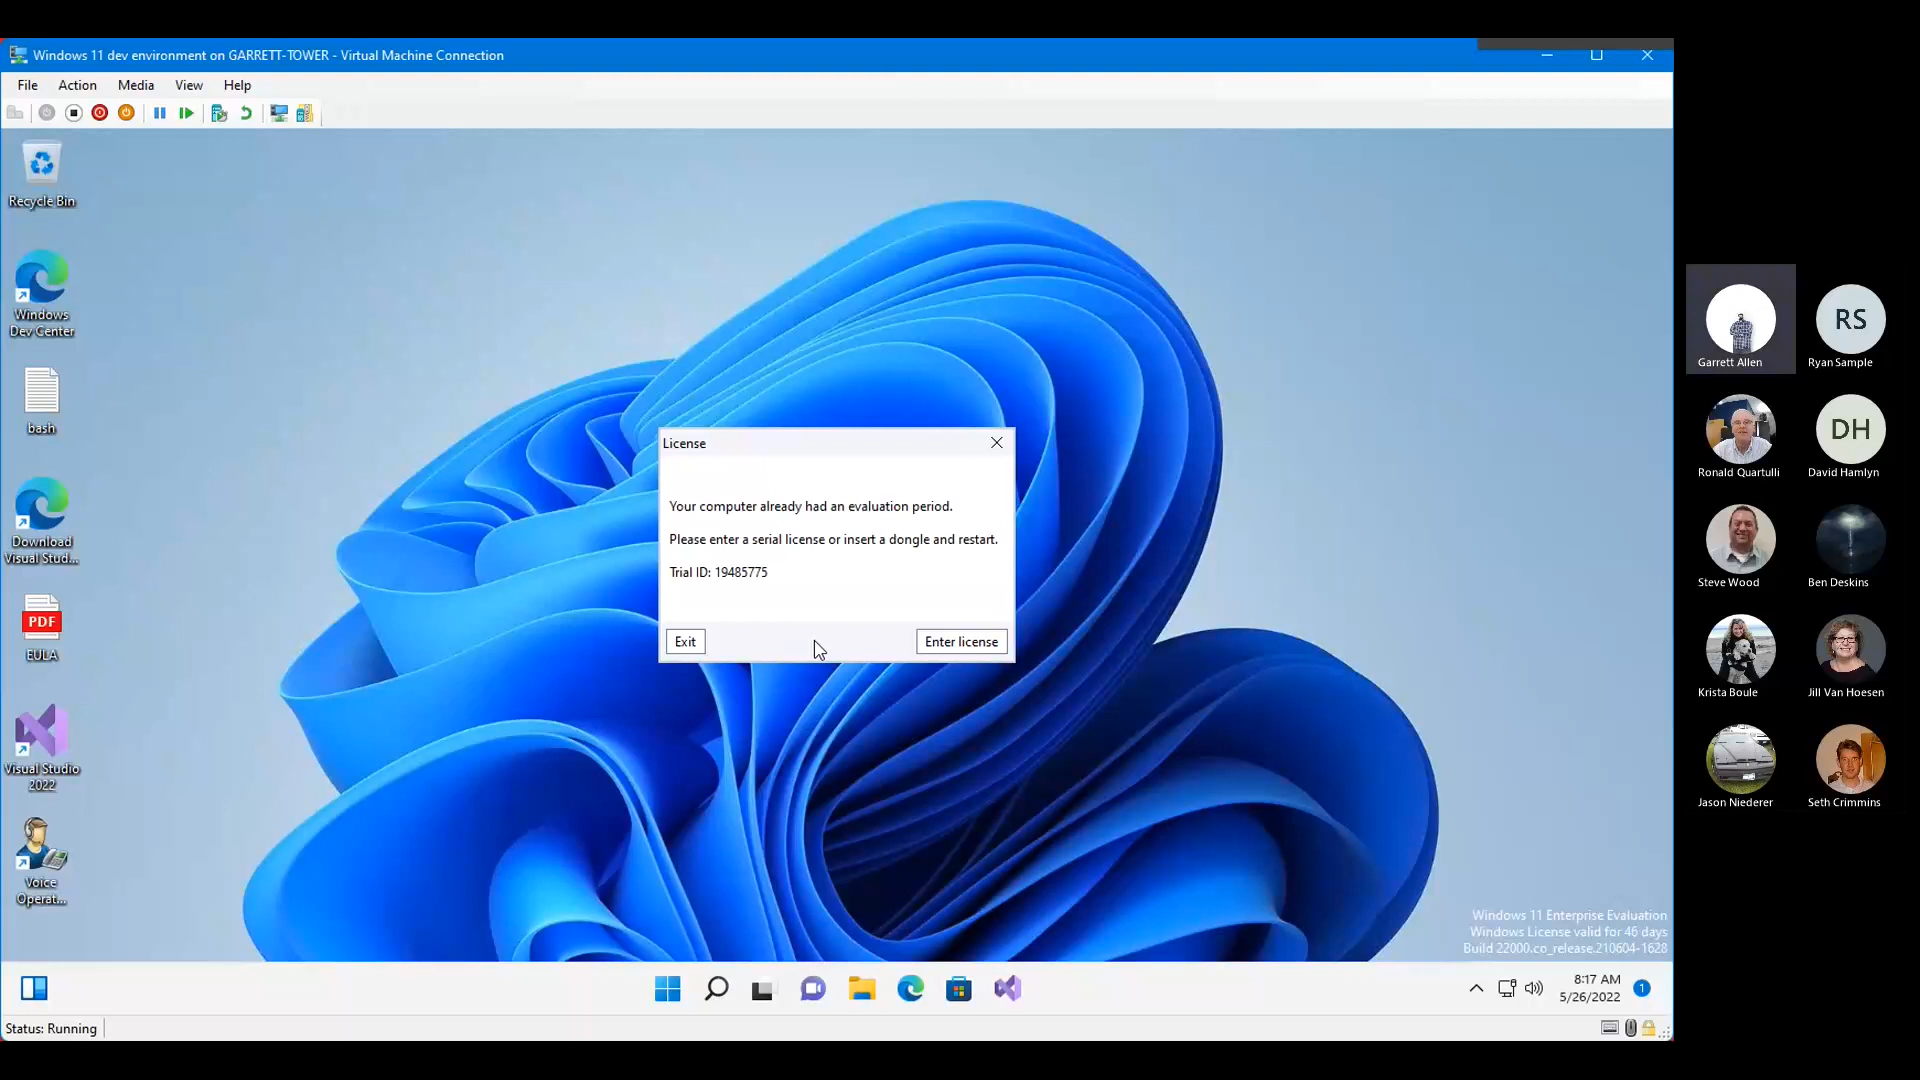 Windows 11 dev environment on GARRETT-TOWER - Virtual Machine Connection
File Action Media View Help
Recycle Bin
Windows
Dev Center
bash
Download
Visual Stud...
PDF
EULA
Visual Studio
2022
Voice
Operat...
License
Your computer already had an evaluation period.
Please enter a serial license or insert a dongle and restart.
Trial ID: 19485775
Exit
Enter license
Windows 11 Enterprise Evaluation
Windows License valid for 46 days
Build 22000.co_release.210604-1628
8:17 AM
5/26/2022
1
Status: Running
Garrett Allen
RS
Ryan Sample
Ronald Quartulli
DH
David Hamlyn
Steve Wood
Ben Deskins
Krista Boule
Jill Van Hoesen
Jason Niederer
Seth Crimmins